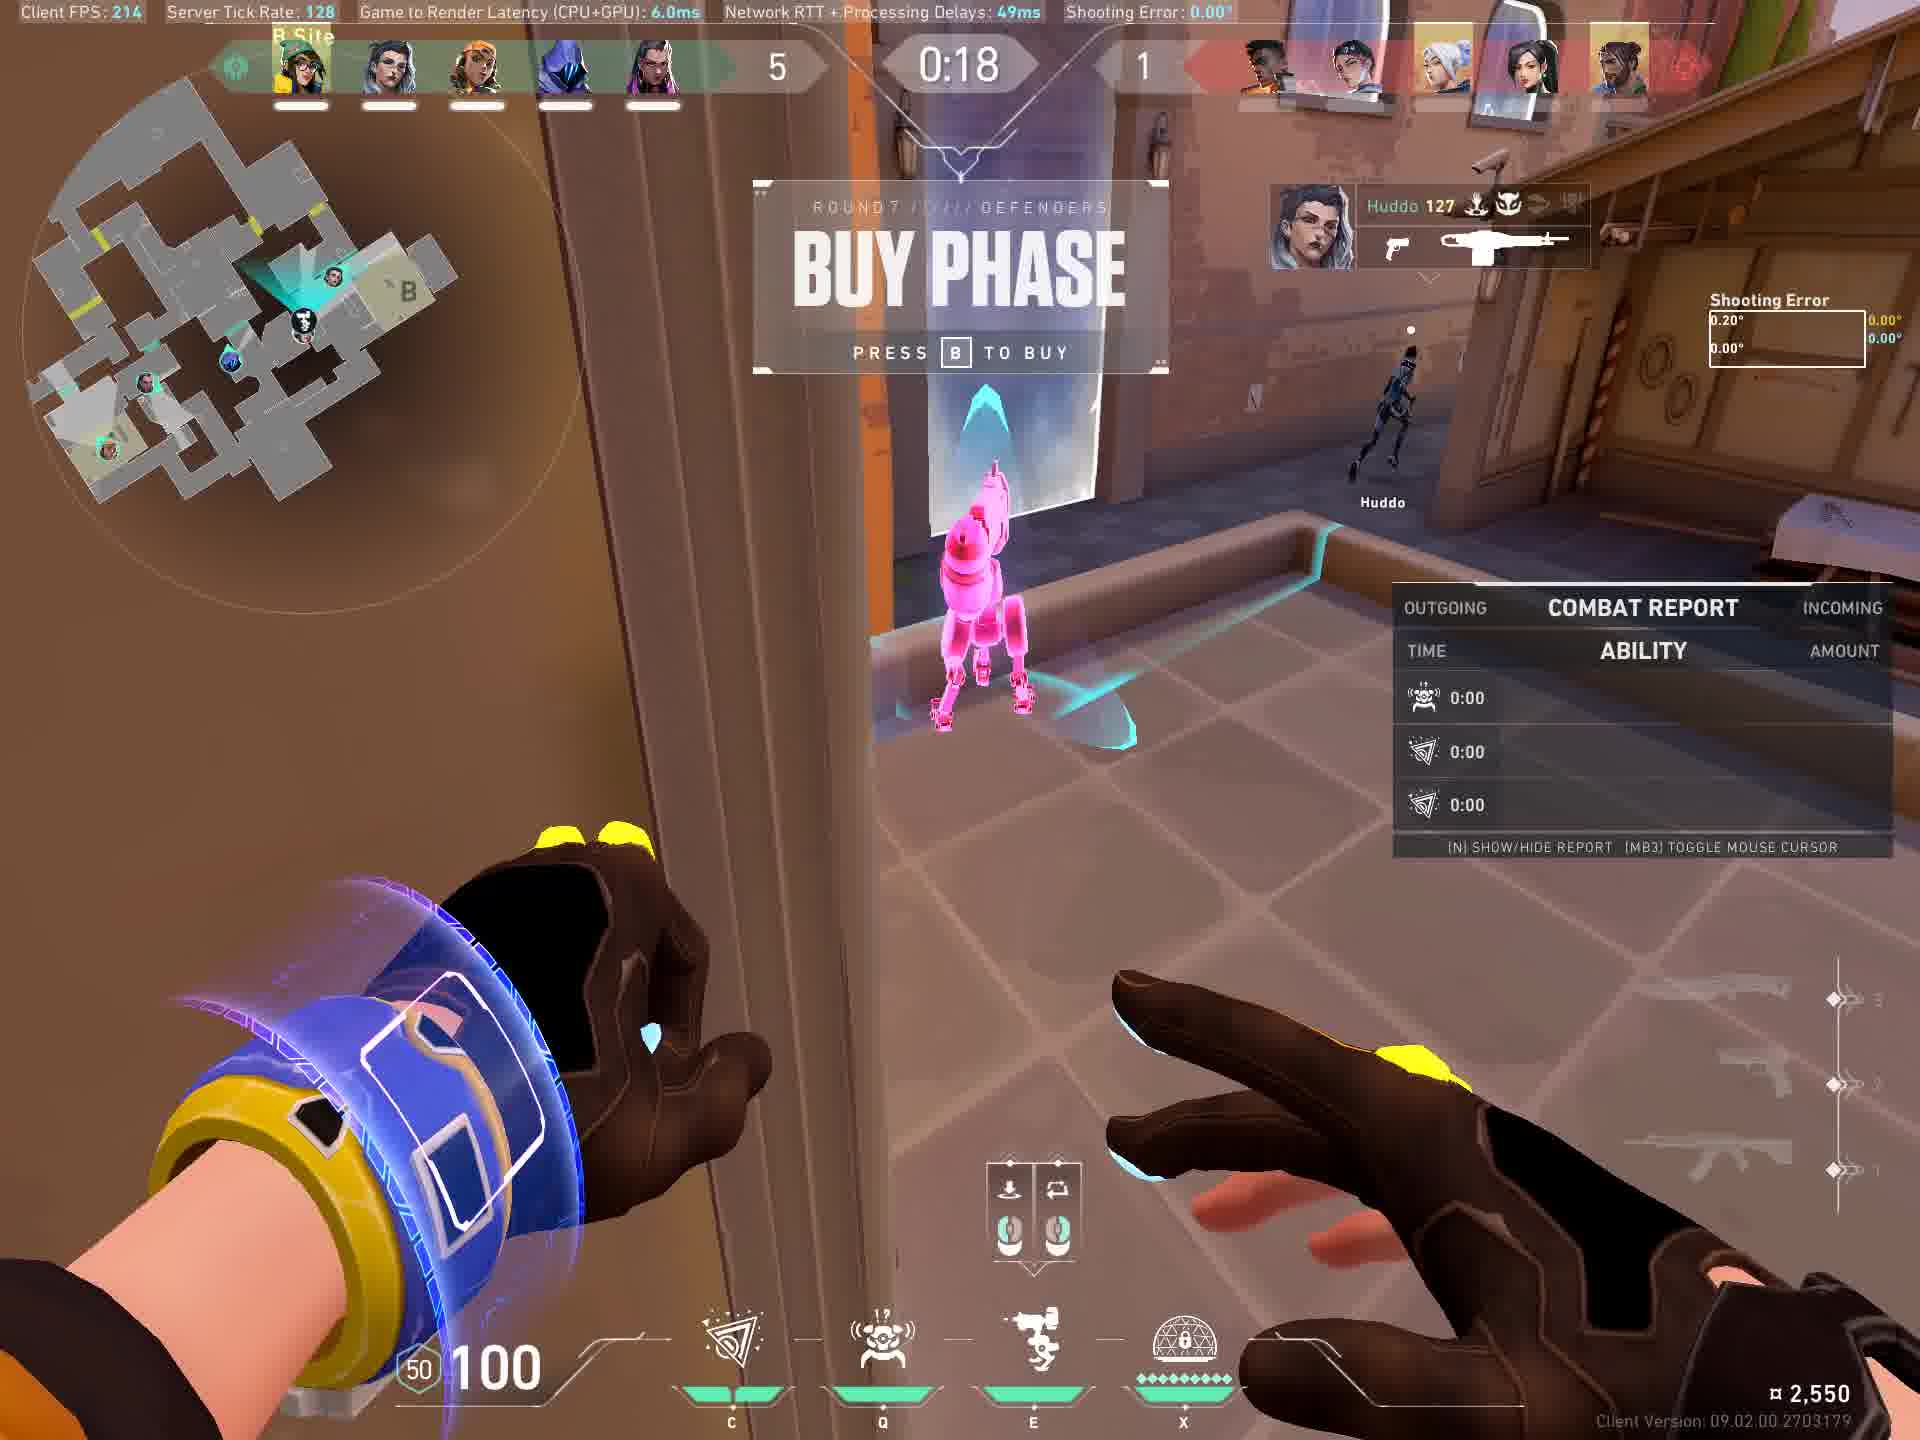 Client FPS: 214 Server Tick Rate: 128 Game to Render Latency (CPU+GPU): 6.0ms Network RTT + Processing Delays: 49ms Shooting Error: 0.00°
B Site
5 0:18 1
ROUND 7 ///// DEFENDERS
BUY PHASE
PRESS B TO BUY
Huddo 127
B
Shooting Error
0.20° 0.00°
0.00°
0.00°
Huddo
OUTGOING COMBAT REPORT INCOMING
TIME ABILITY AMOUNT
0:00
0:00
0:00
(N) SHOW/HIDE REPORT (MB3) TOGGLE MOUSE CURSOR
3
2
1
50 100
C Q E X
¤ 2,550
Client Version: 09.02.00.2703179